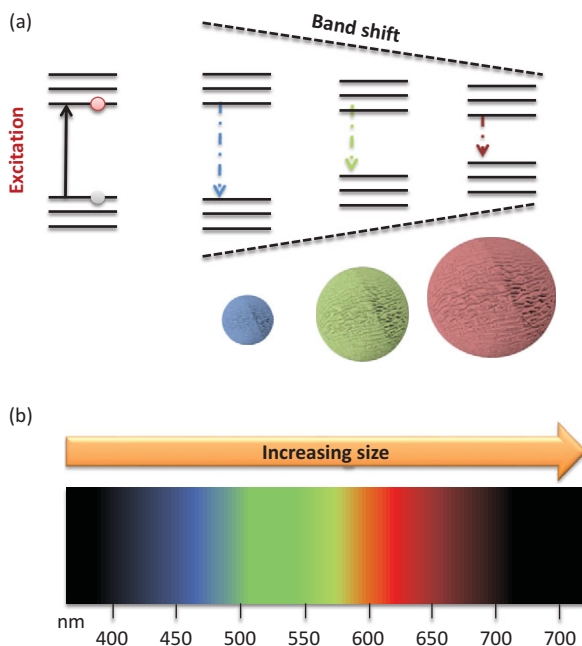 (a)
Band shift
Excitation
(b)
Increasing size
nm
400 450 500 550 600 650 700 700